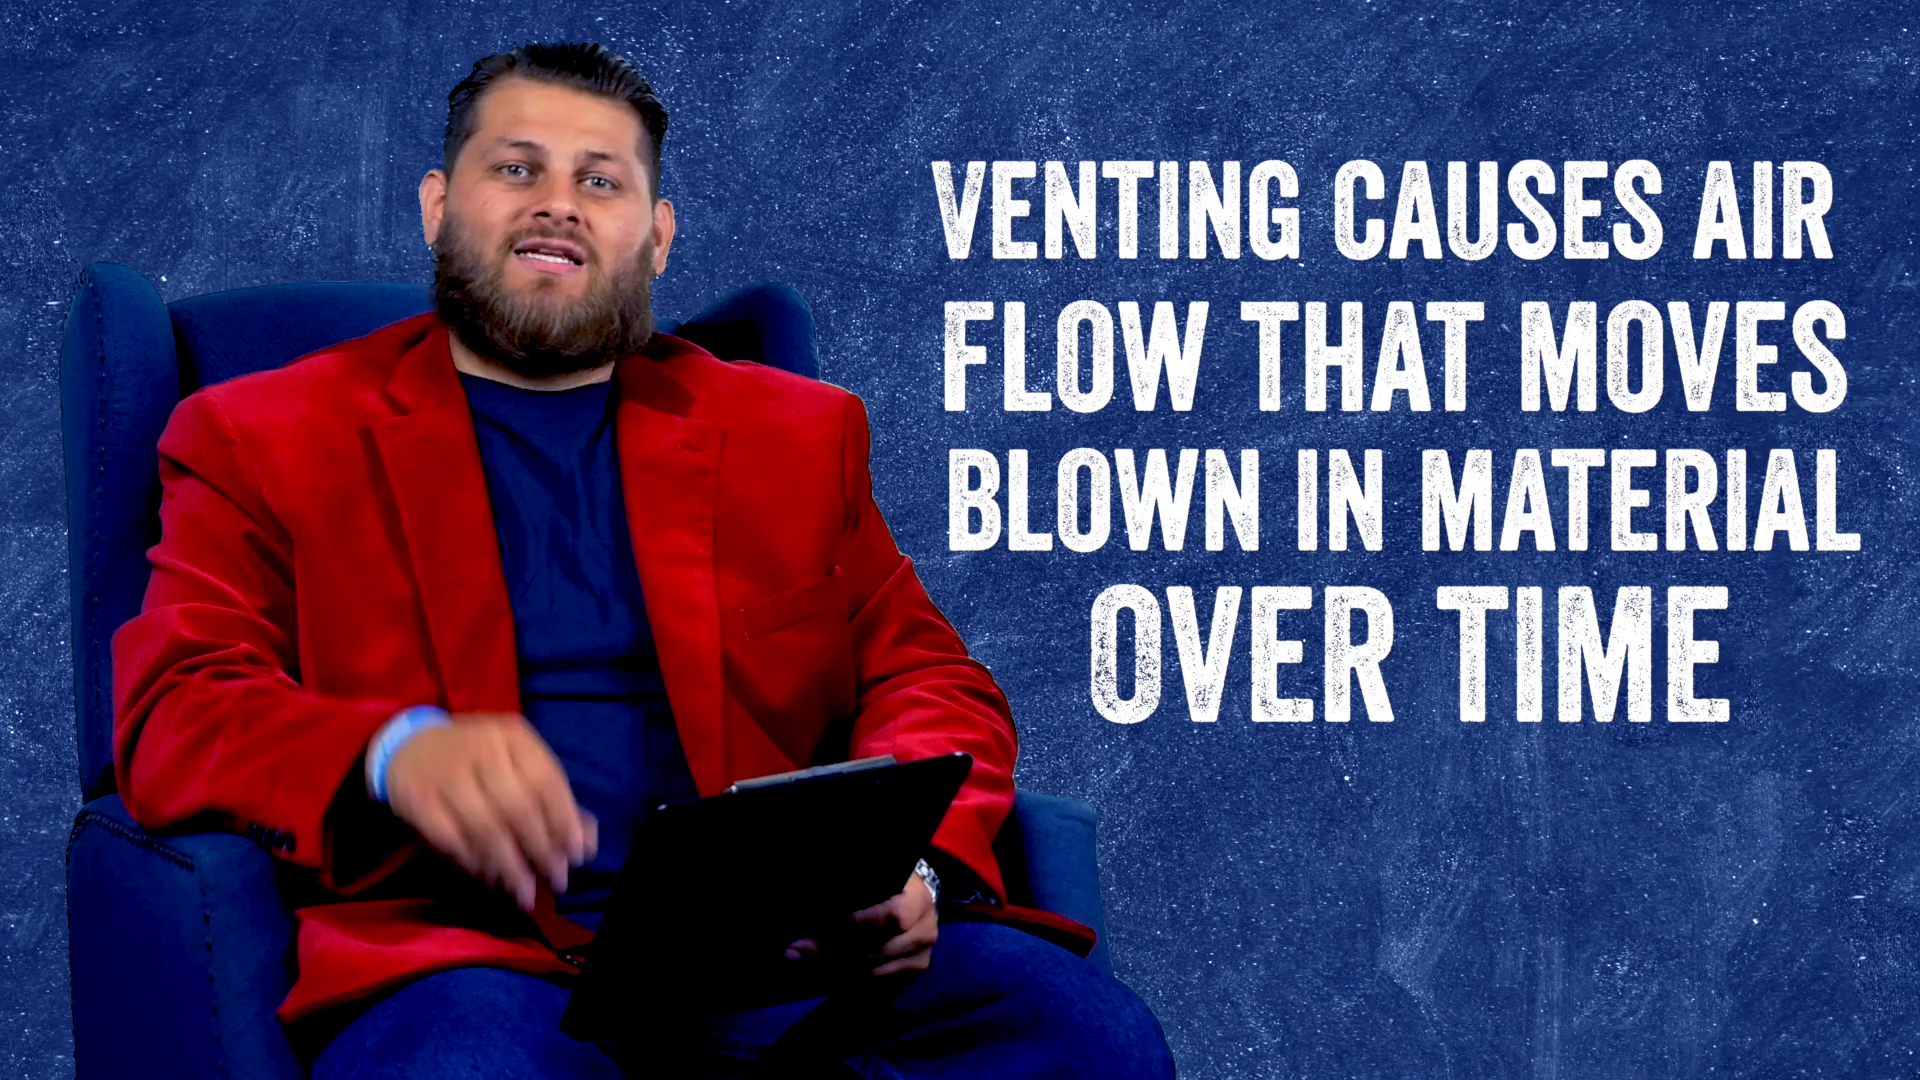 VENTING CAUSES AIR
FLOW THAT MOVES
BLOWN IN MATERIAL
OVER TIME